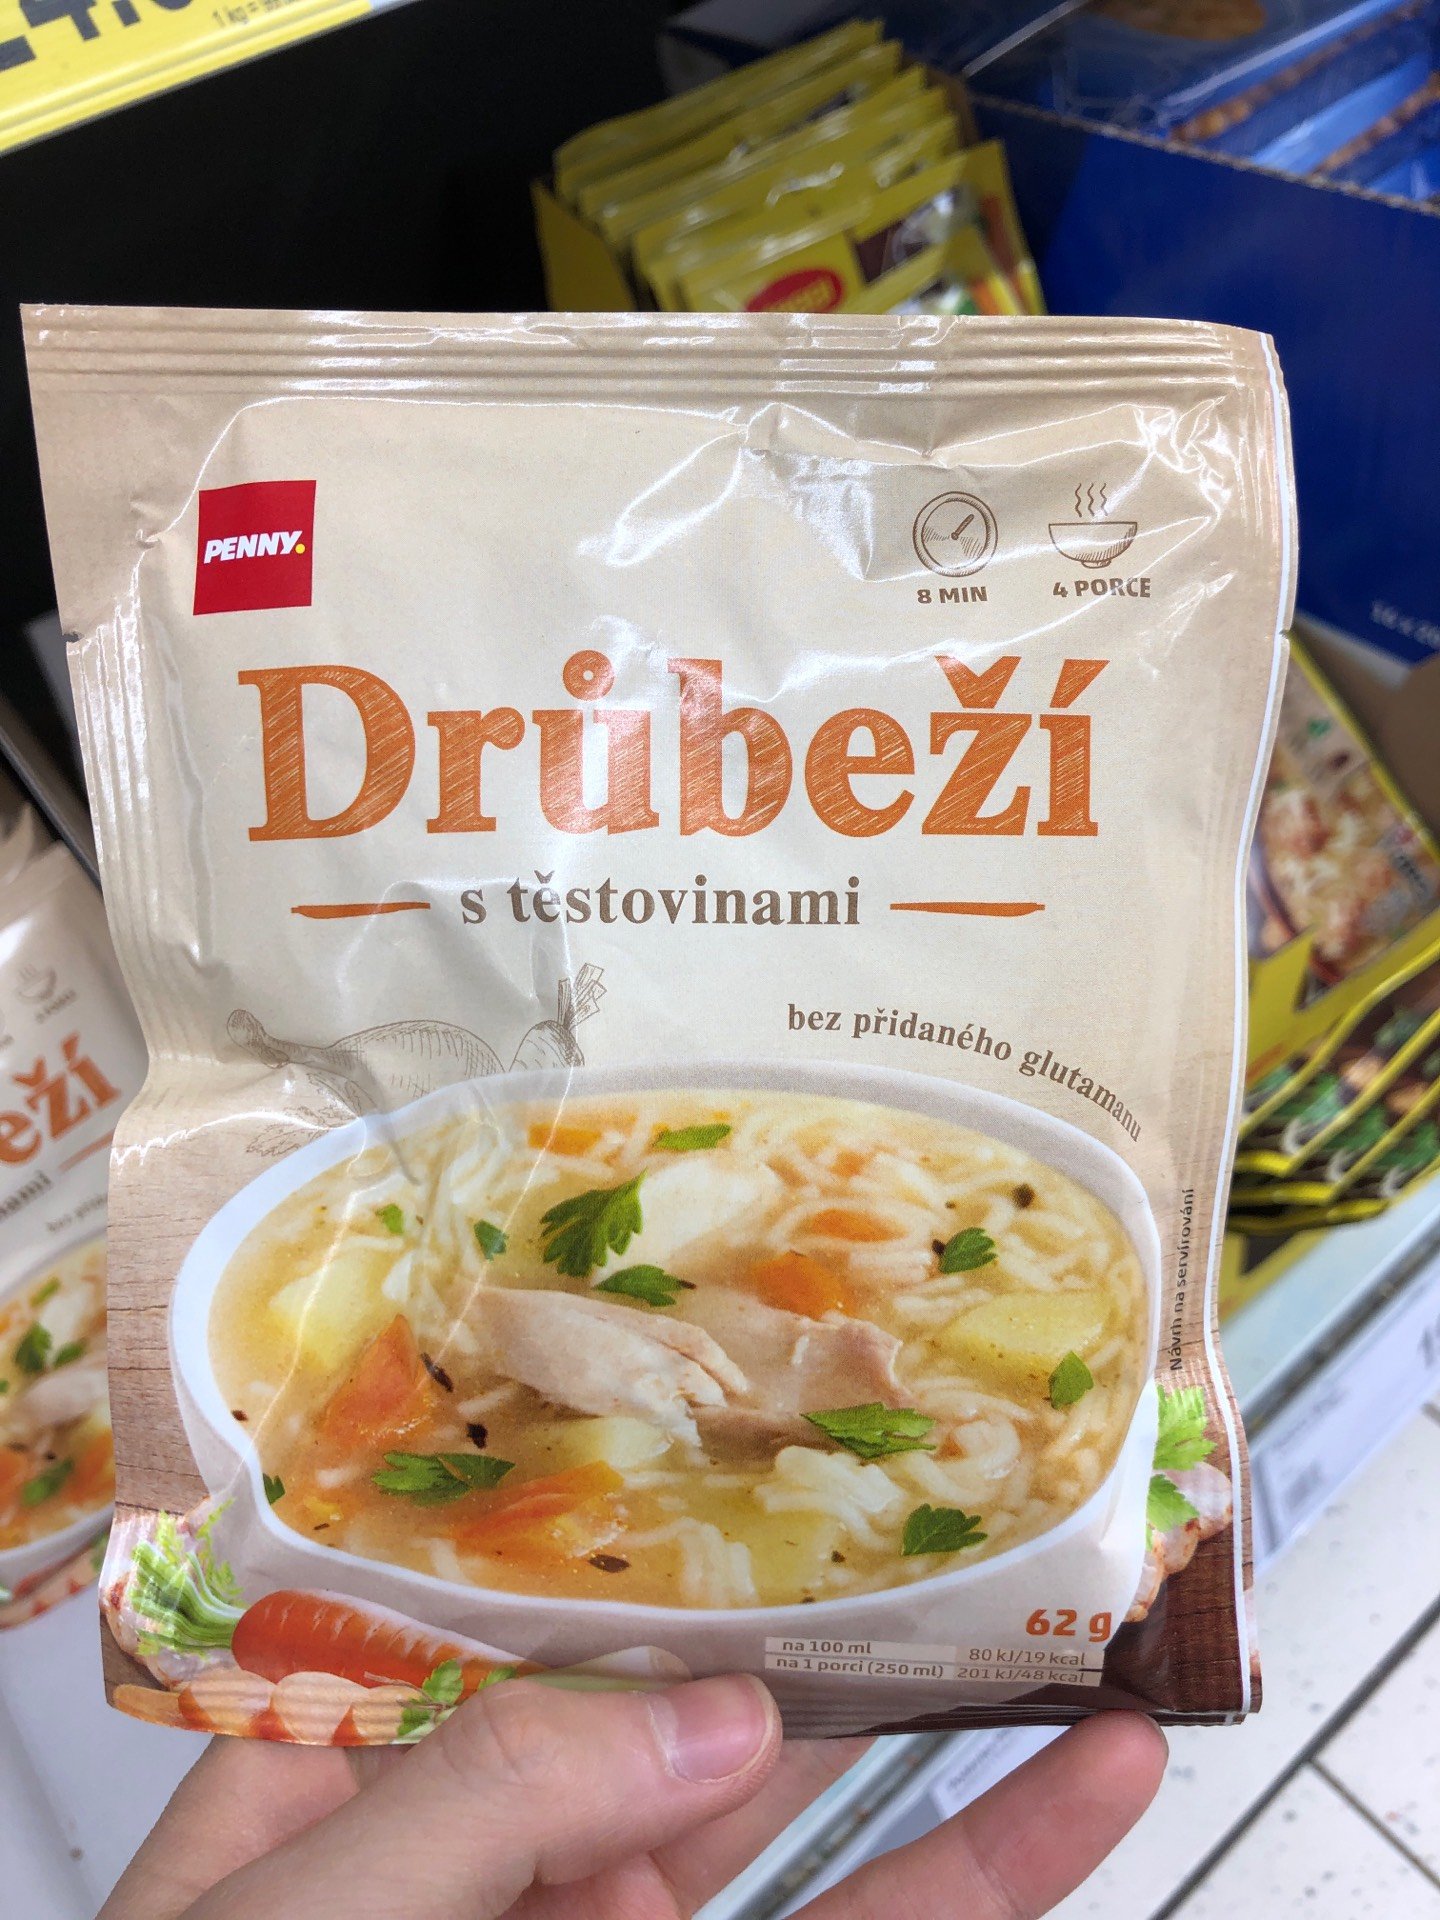 PENNY.
8 MIN
4 PORCE
Drůbeží
s těstovinami
bez přidaného glutamanu
Návrh na servírování
62 g
na 100 ml 80 kJ/19 kcal
na 1 porci (250 ml) 201 kJ/48 kcal